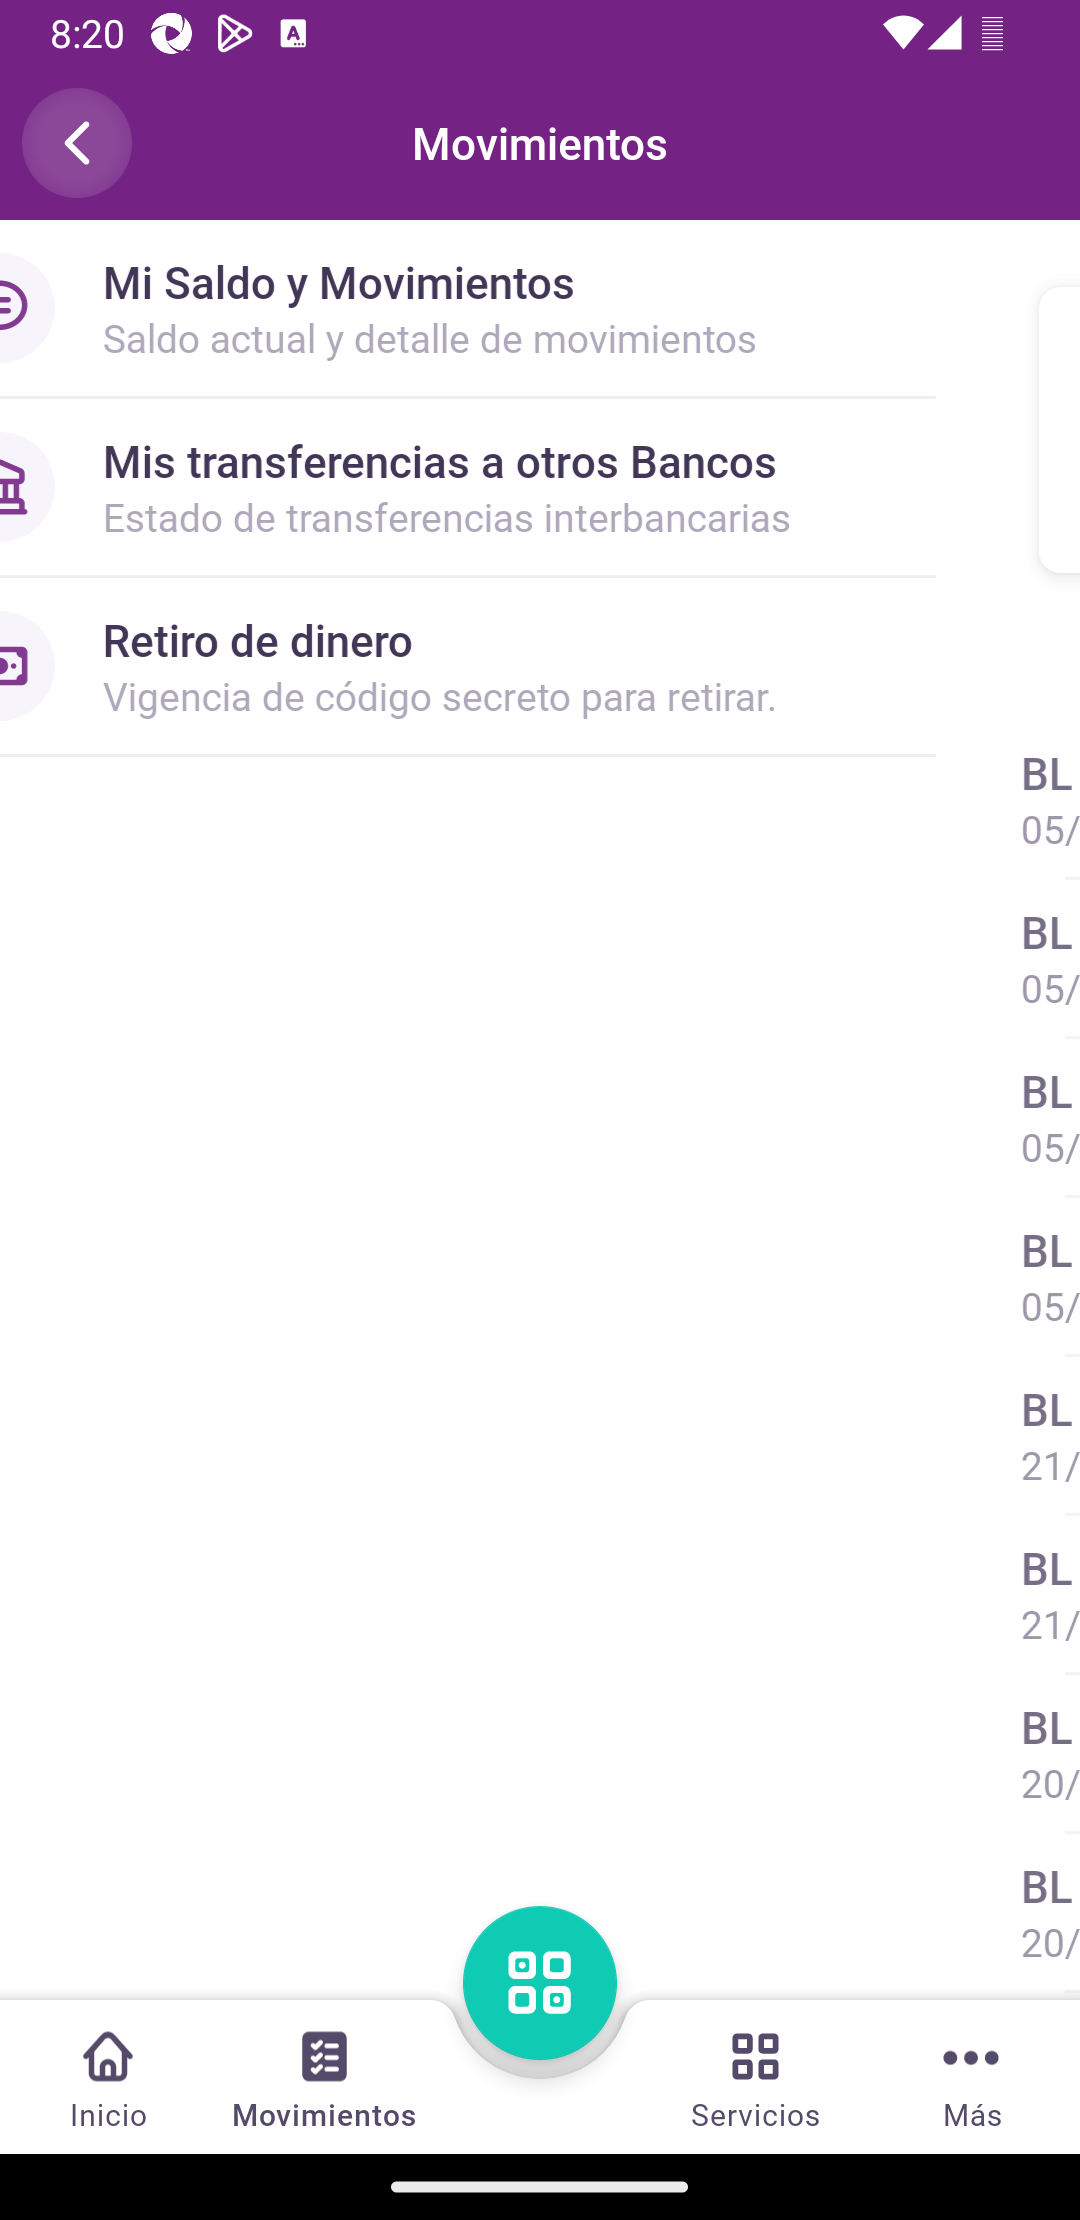 8:20
Movimientos
Mi Saldo y Movimientos
Saldo actual y detalle de movimientos
Mis transferencias a otros Bancos
Estado de transferencias interbancarias
Retiro de dinero
Vigencia de código secreto para retirar.
BL
05/
BL
05/
BL
05/
BL
05/
BL
21/
BL
21/
BL
20/
BL
20/
Inicio
Movimientos
Servicios
Más